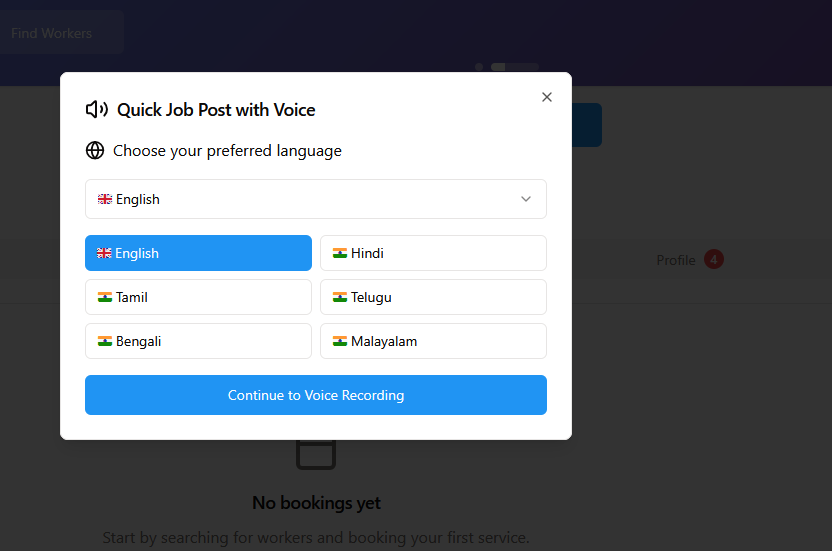 Find Workers
Quick Job Post with Voice
Choose your preferred language
English
English
Hindi
Tamil
Telugu
Bengali
Malayalam
Profile 4
Continue to Voice Recording
No bookings yet
Start by searching for workers and booking your first service.